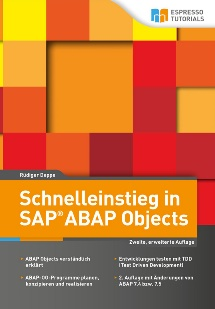 ESPRESSO
TUTORIALS
Rüdiger Deppe
Schnelleinstieg in
SAP® ABAP Objects
Zweite, erweiterte Auflage
ABAP Objects verständlich
erklärt
ABAP-OO-Programme planen,
konzipieren und realisieren
Entwicklungen testen mit TDD
(Test Driven Development)
2. Auflage mit Änderungen von
ABAP 7.4 bzw. 7.5